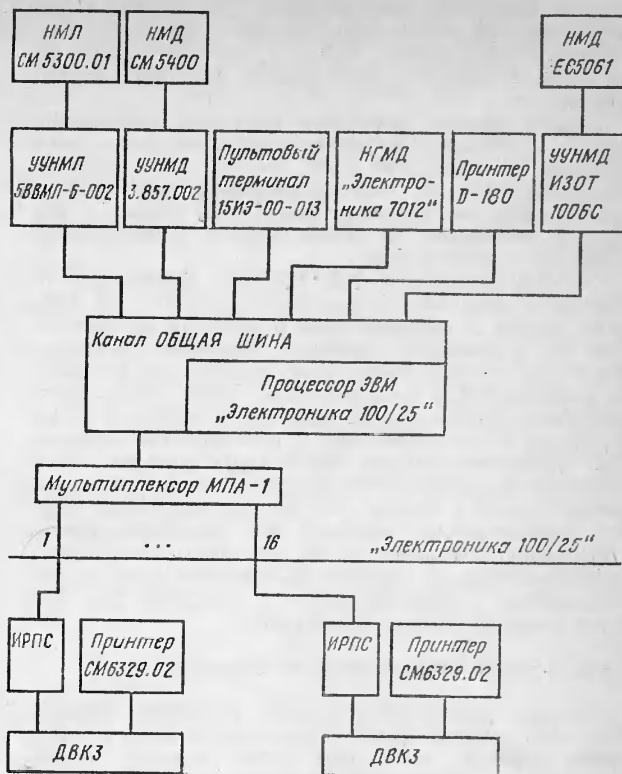 НМЛ
СМ 5300.01
НМД
СМ 5400
НМД
ЕС5061
УУНМЛ
5ВВМЛ-6-002
УУНМД
3.857.002
Пультовый
терминал
15ИЭ-00-013
НГМД
„Электро-
ника 7012“
Принтер
D-180
УУНМД
ИЗОТ
1006С
Канал ОБЩАЯ ШИНА
Процессор ЭВМ
„Электроника 100/25“
Мультиплексор МПА-1
1 ... 16 „Электроника 100/25“
ИРПС
Принтер
СМ6329.02
ИРПС
Принтер
СМ6329.02
ДВК3
ДВК3